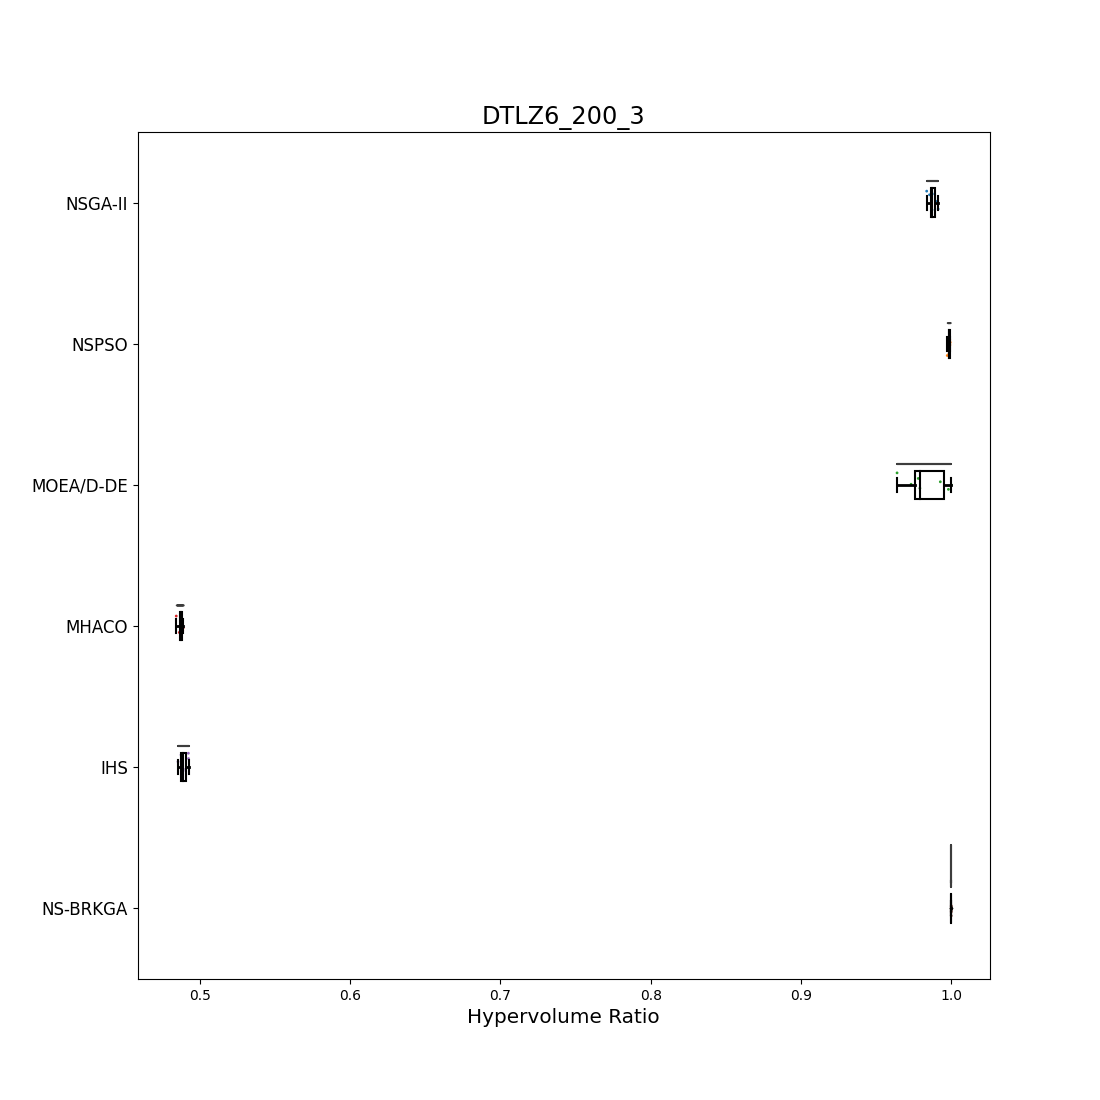 DTLZ6_200_3
NSGA-II
NSPSO
MOEA/D-DE
MHACO
IHS
NS-BRKGA
0.5 0.6 0.7 0.8 0.9 1.0
Hypervolume Ratio